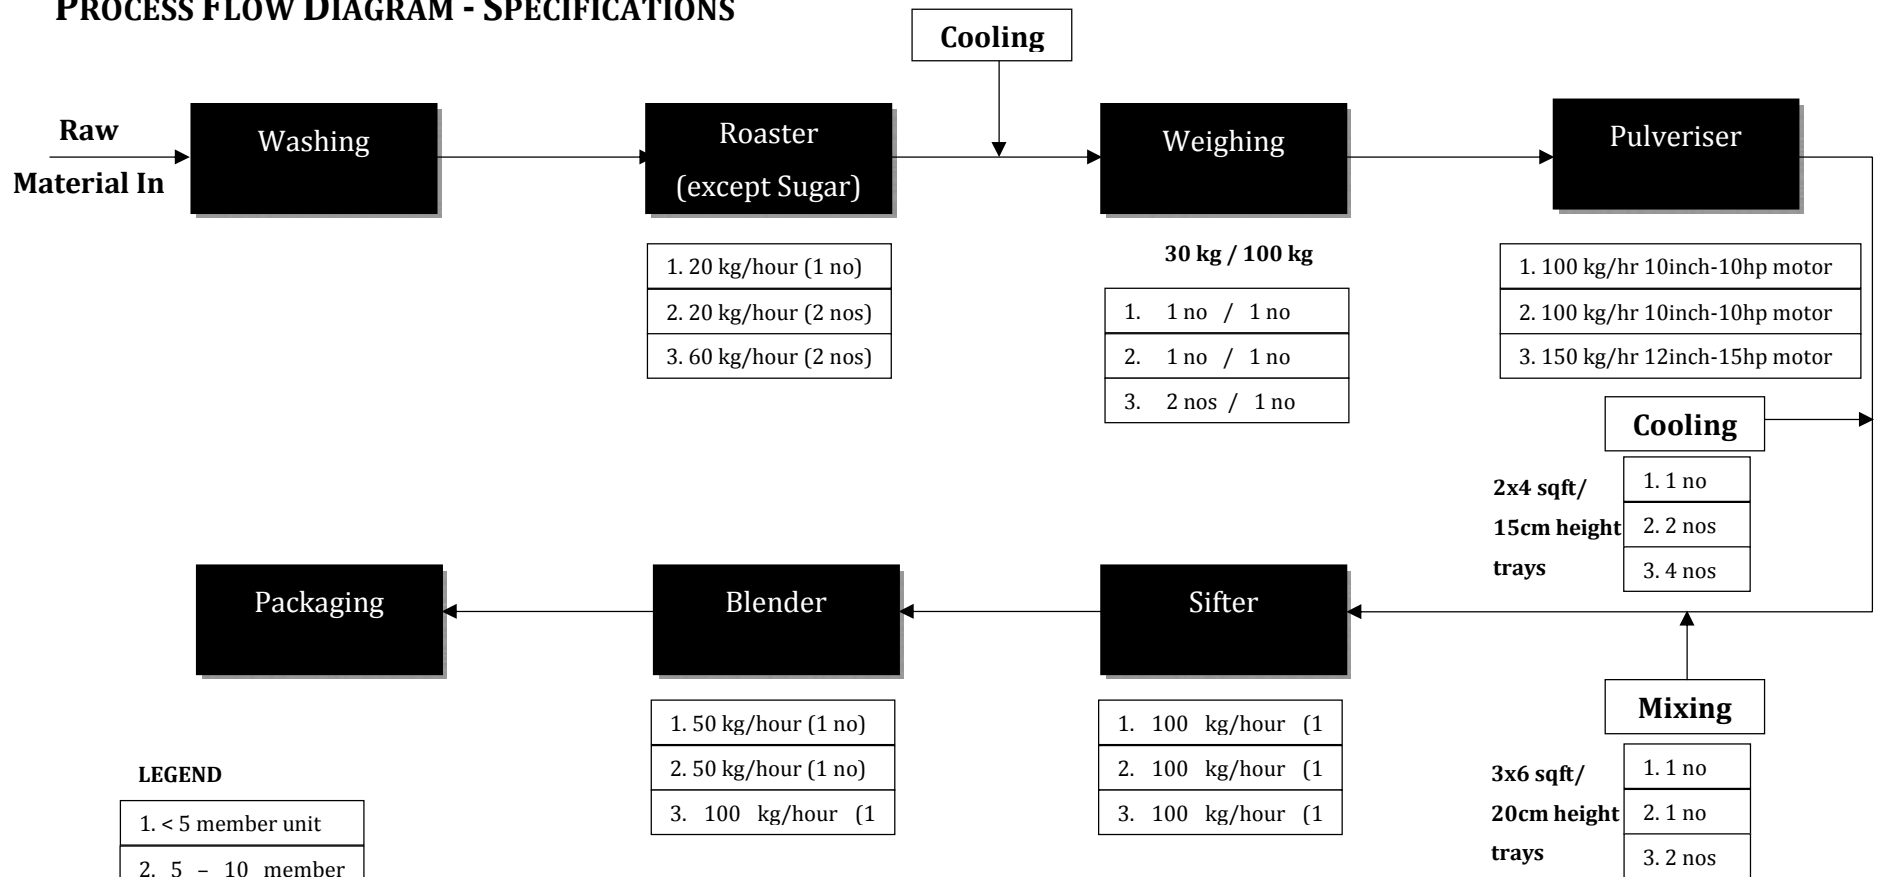 PROCESS FLOW DIAGRAM - SPECIFICATIONS
Cooling
Raw
Material In
Washing
Roaster
(except Sugar)
Weighing
Pulveriser
1. 20 kg/hour (1 no)
2. 20 kg/hour (2 nos)
3. 60 kg/hour (2 nos)
30 kg / 100 kg
1. 1 no / 1 no
2. 1 no / 1 no
3. 2 nos / 1 no
1. 100 kg/hr 10inch-10hp motor
2. 100 kg/hr 10inch-10hp motor
3. 150 kg/hr 12inch-15hp motor
Cooling
2x4 sqft/
15cm height
trays
1. 1 no
2. 2 nos
3. 4 nos
Packaging
Blender
Sifter
Mixing
1. 50 kg/hour (1 no)
2. 50 kg/hour (1 no)
3. 100 kg/hour (1
1. 100 kg/hour (1
2. 100 kg/hour (1
3. 100 kg/hour (1
3x6 sqft/
20cm height
trays
1. 1 no
2. 1 no
3. 2 nos
LEGEND
1. < 5 member unit
2. 5 – 10 member